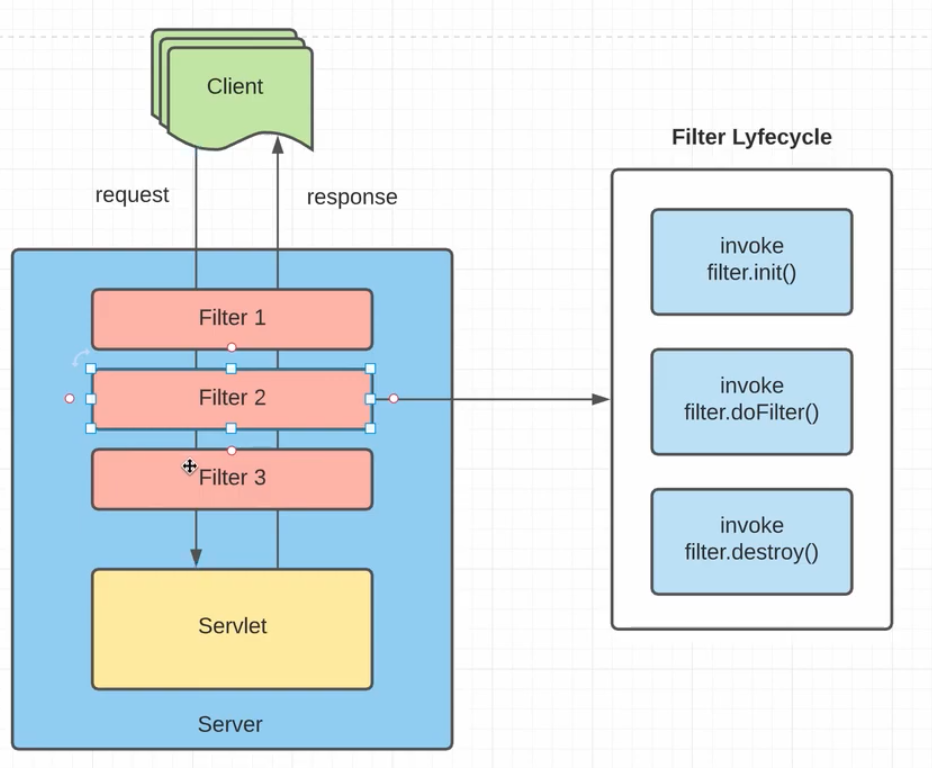 Client
request
response
Filter 1
Filter 2
Filter 3
Servlet
Server
Filter Lyfecycle
invoke
filter.init()
invoke
filter.doFilter()
invoke
filter.destroy()